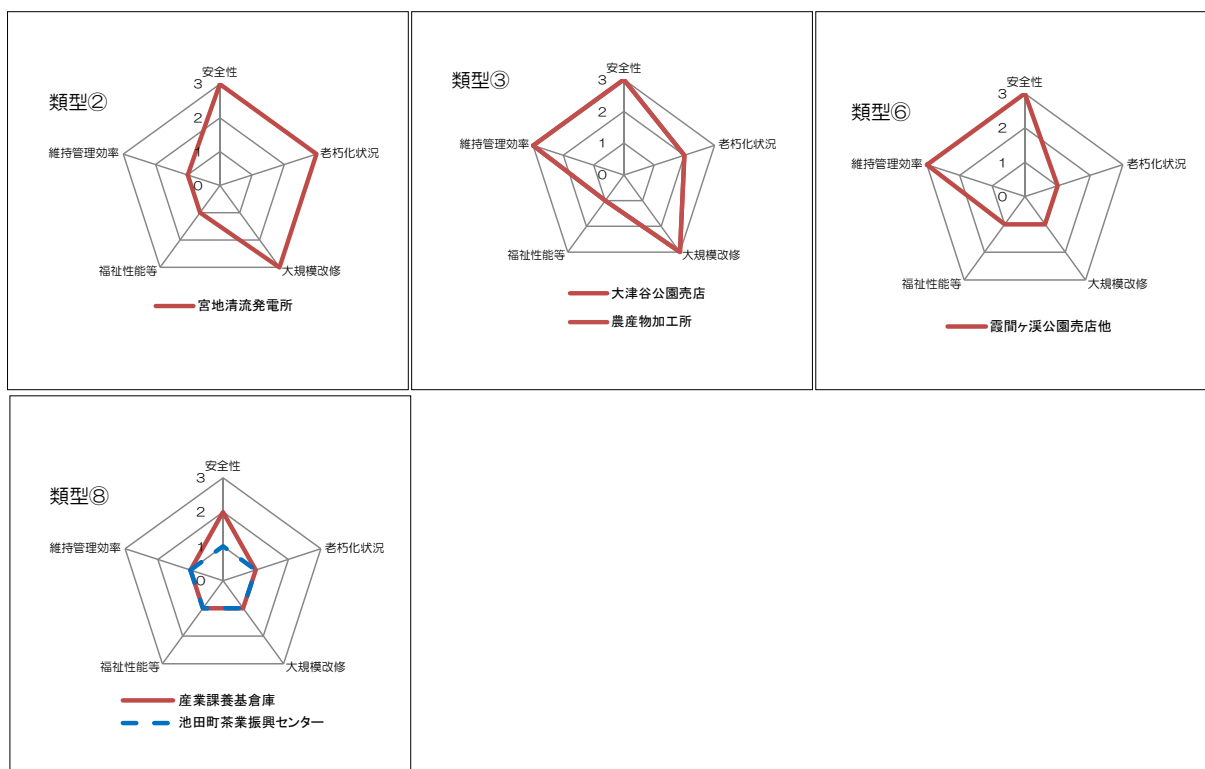 類型②
安全性
3
2
1
0
老朽化状況
大規模改修
福祉性能等
維持管理効率
宮地清流発電所
類型③
安全性
3
2
1
0
老朽化状況
大規模改修
福祉性能等
維持管理効率
大津谷公園売店
農産物加工所
類型⑥
安全性
3
2
1
0
老朽化状況
大規模改修
福祉性能等
維持管理効率
霞間ヶ渓公園売店他
類型⑧
安全性
3
2
1
0
老朽化状況
大規模改修
福祉性能等
維持管理効率
産業課養基倉庫
池田町茶業振興センター